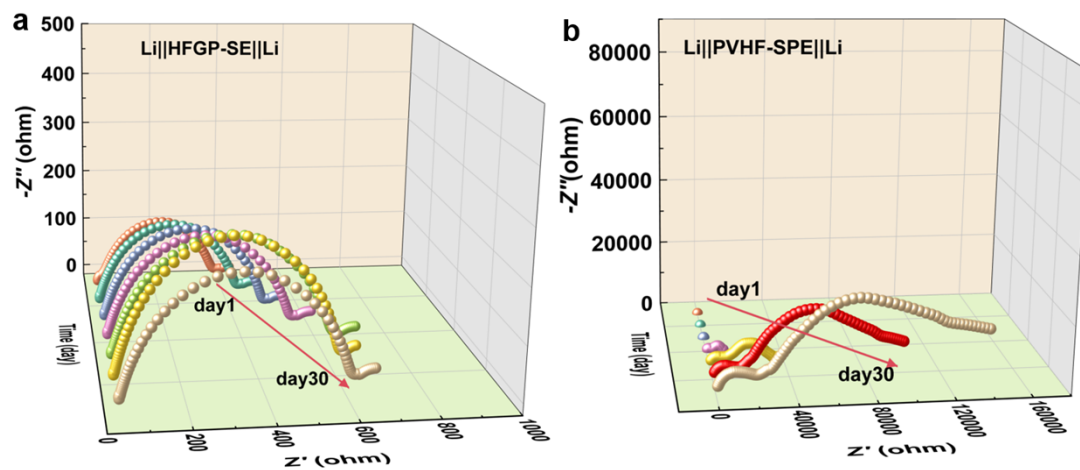 a
Li||HFGP-SE||Li
500
400
300
200
100
0
-Z″ (ohm)
Time (day)
day1
day30
0
200
400
600
800
1000
Z′ (ohm)
b
Li||PVHF-SPE||Li
80000
60000
40000
20000
0
-Z″(ohm)
Time (day)
day1
day30
0
40000
80000
120000
160000
Z′ (ohm)